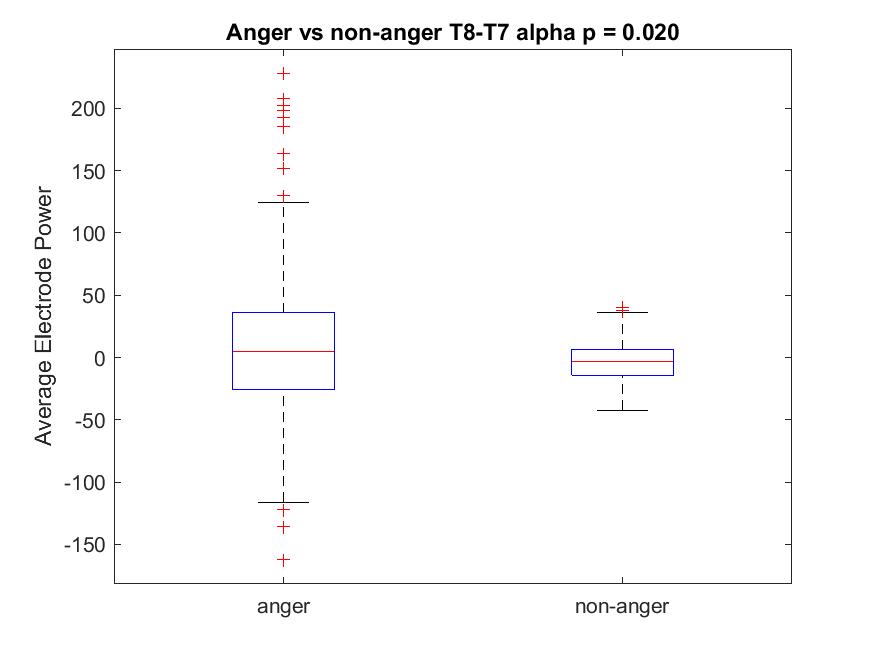 Anger vs non-anger T8-T7 alpha p = 0.020
Average Electrode Power
200
150
100
50
0
-50
-100
-150
anger
non-anger